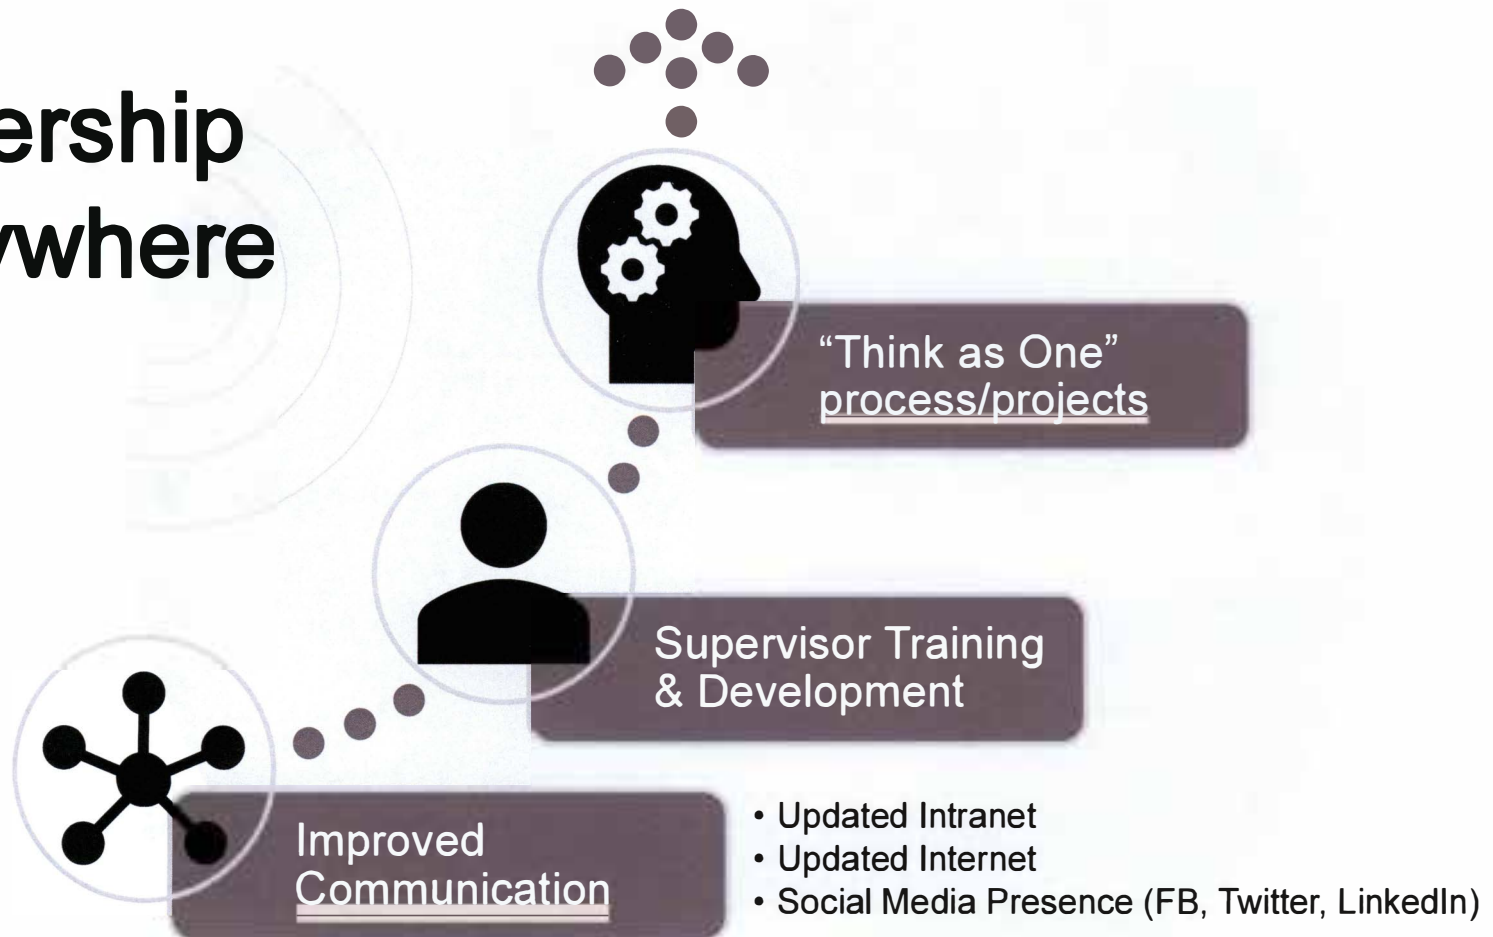 ership
ywhere
“Think as One”
process/projects
Supervisor Training
& Development
Improved
Communication
• Updated Intranet
• Updated Internet
• Social Media Presence (FB, Twitter, LinkedIn)